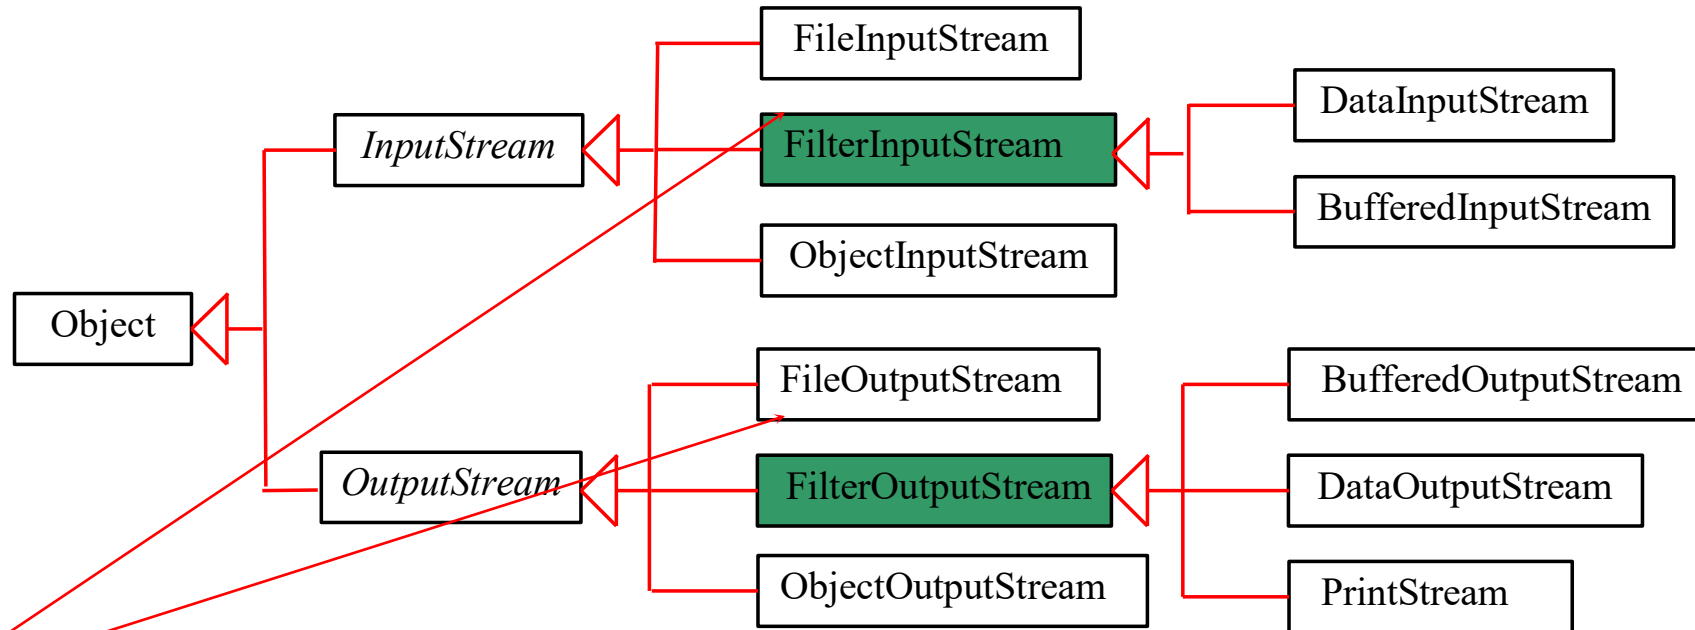 FileInputStream
DataInputStream
InputStream
FilterInputStream
BufferedInputStream
ObjectInputStream
Object
FileOutputStream
BufferedOutputStream
OutputStream
FilterOutputStream
DataOutputStream
ObjectOutputStream
PrintStream